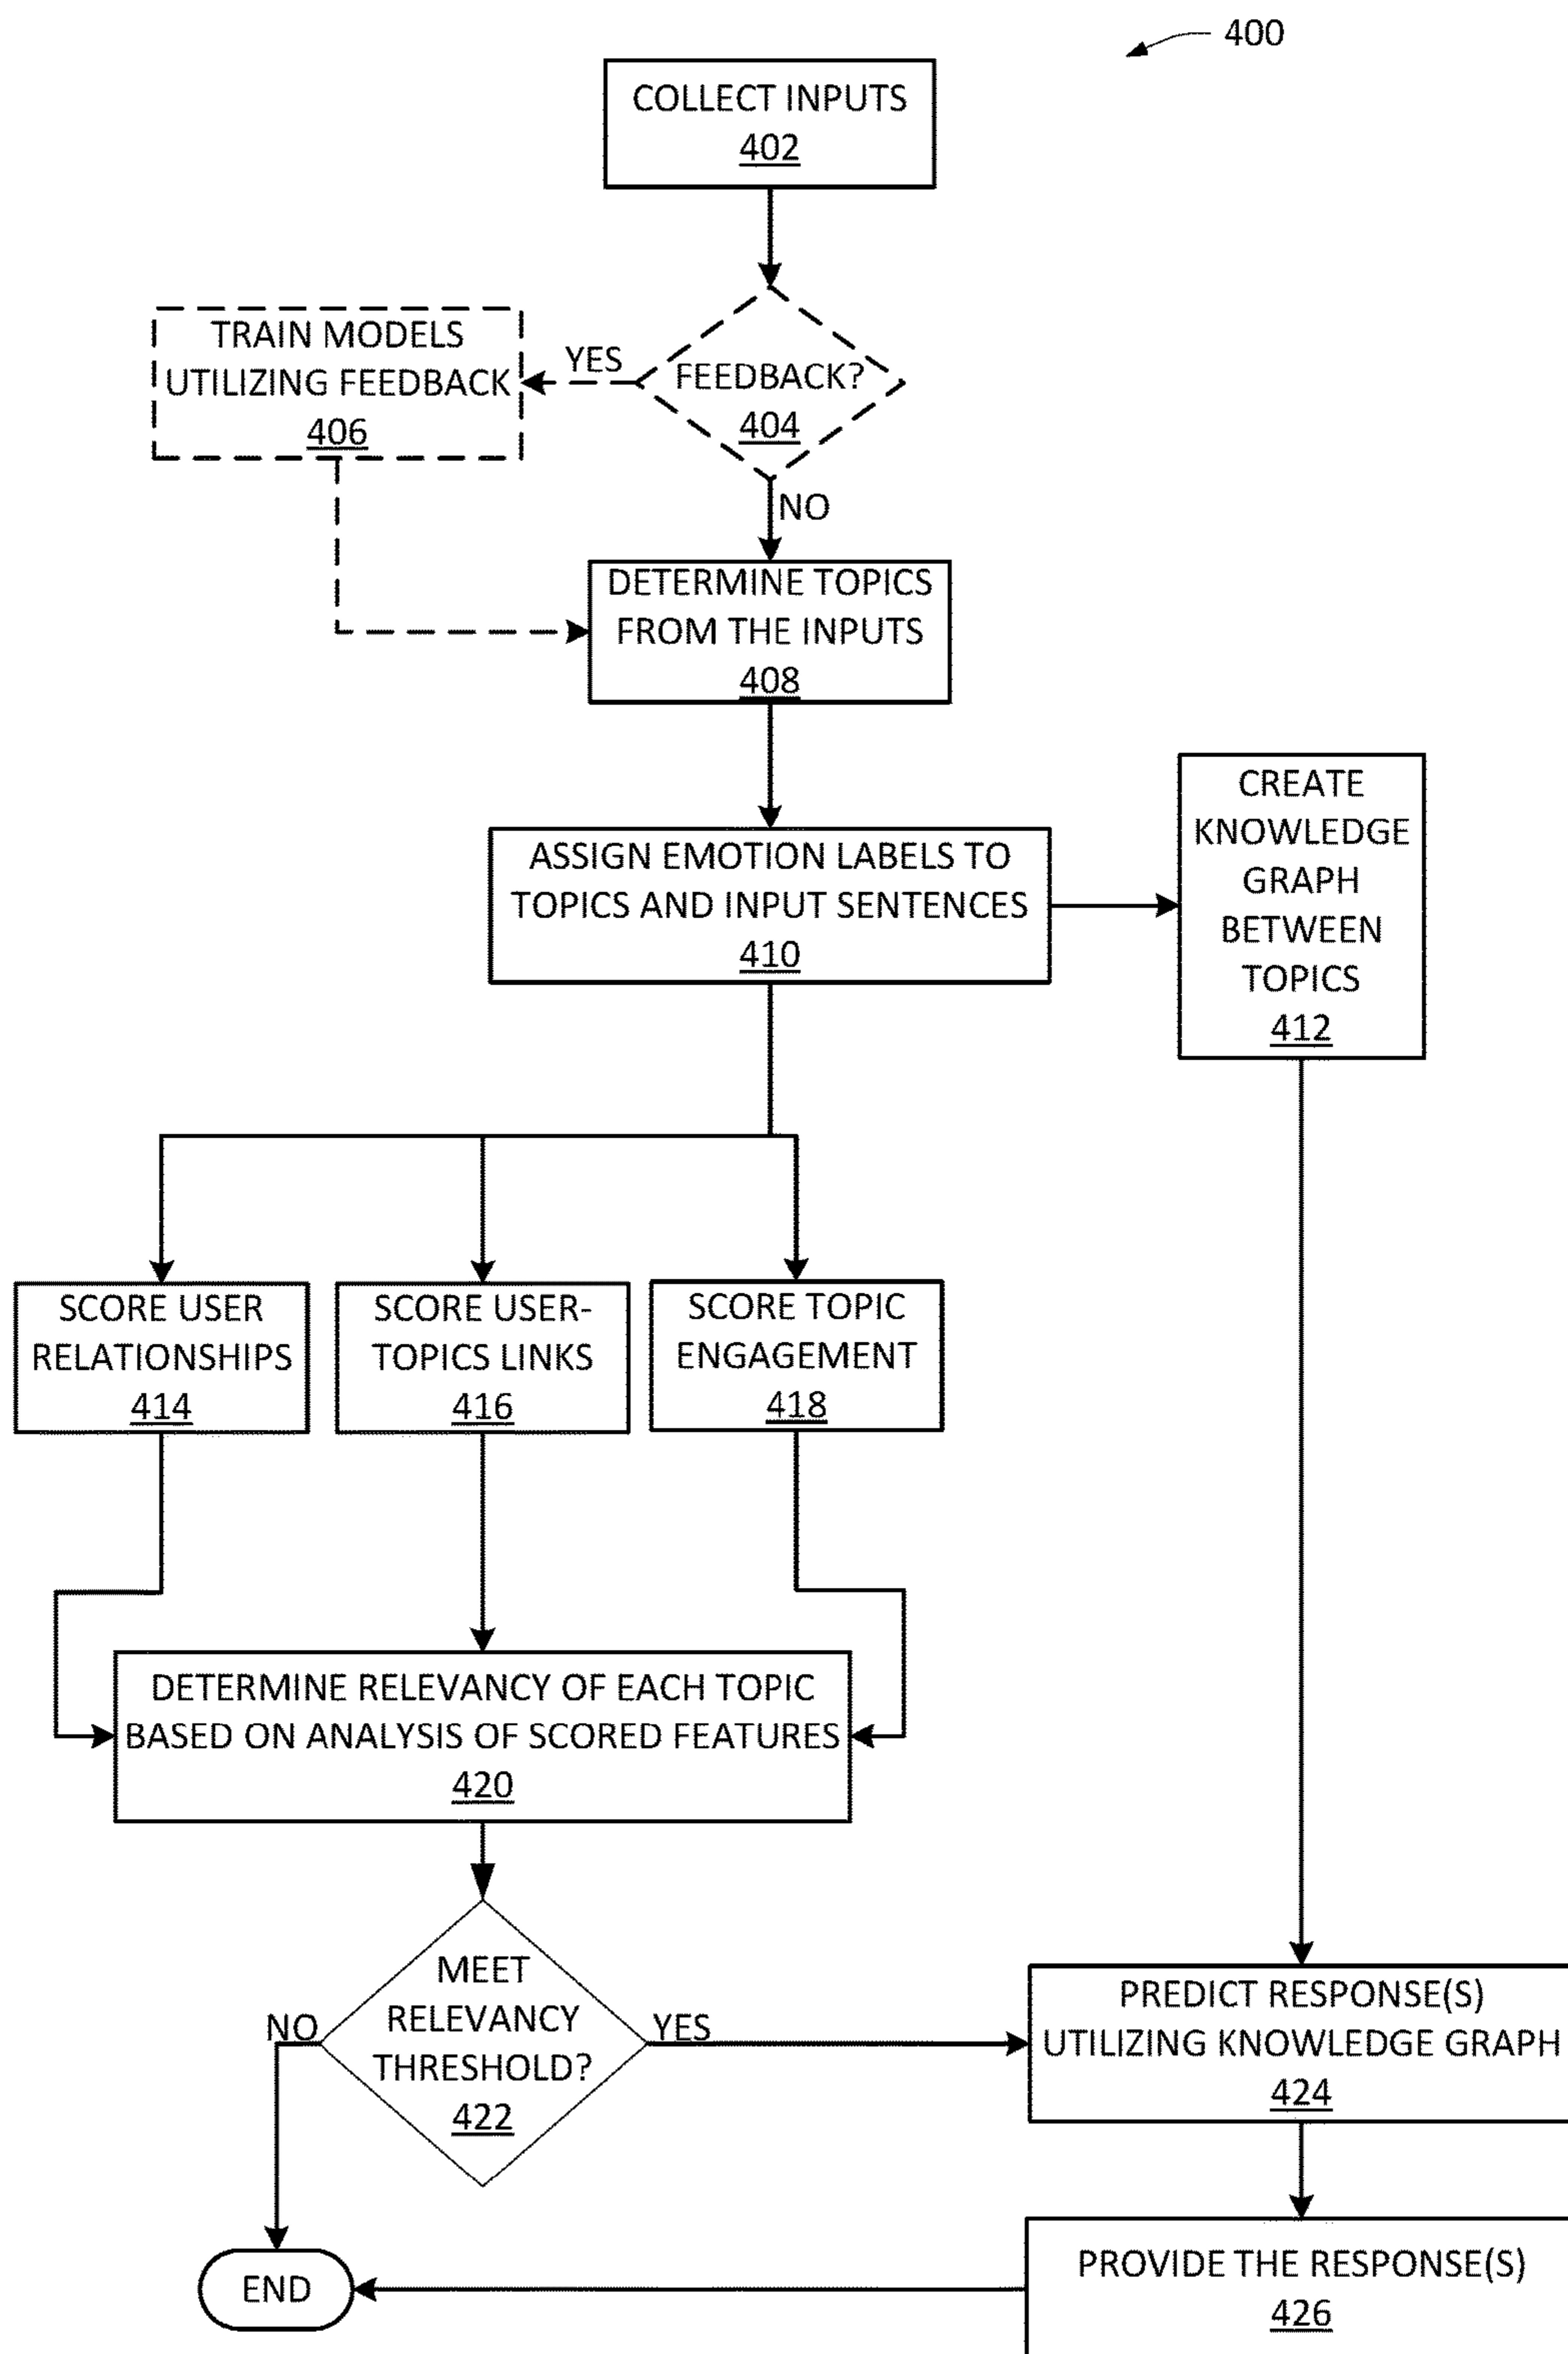 400
COLLECT INPUTS
402
FEEDBACK?
404
YES
TRAIN MODELS
UTILIZING FEEDBACK
406
NO
DETERMINE TOPICS
FROM THE INPUTS
408
ASSIGN EMOTION LABELS TO
TOPICS AND INPUT SENTENCES
410
CREATE
KNOWLEDGE
GRAPH
BETWEEN
TOPICS
412
SCORE USER
RELATIONSHIPS
414
SCORE USER-
TOPICS LINKS
416
SCORE TOPIC
ENGAGEMENT
418
DETERMINE RELEVANCY OF EACH TOPIC
BASED ON ANALYSIS OF SCORED FEATURES
420
MEET
RELEVANCY
THRESHOLD?
422
NO
YES
PREDICT RESPONSE(S)
UTILIZING KNOWLEDGE GRAPH
424
PROVIDE THE RESPONSE(S)
426
END